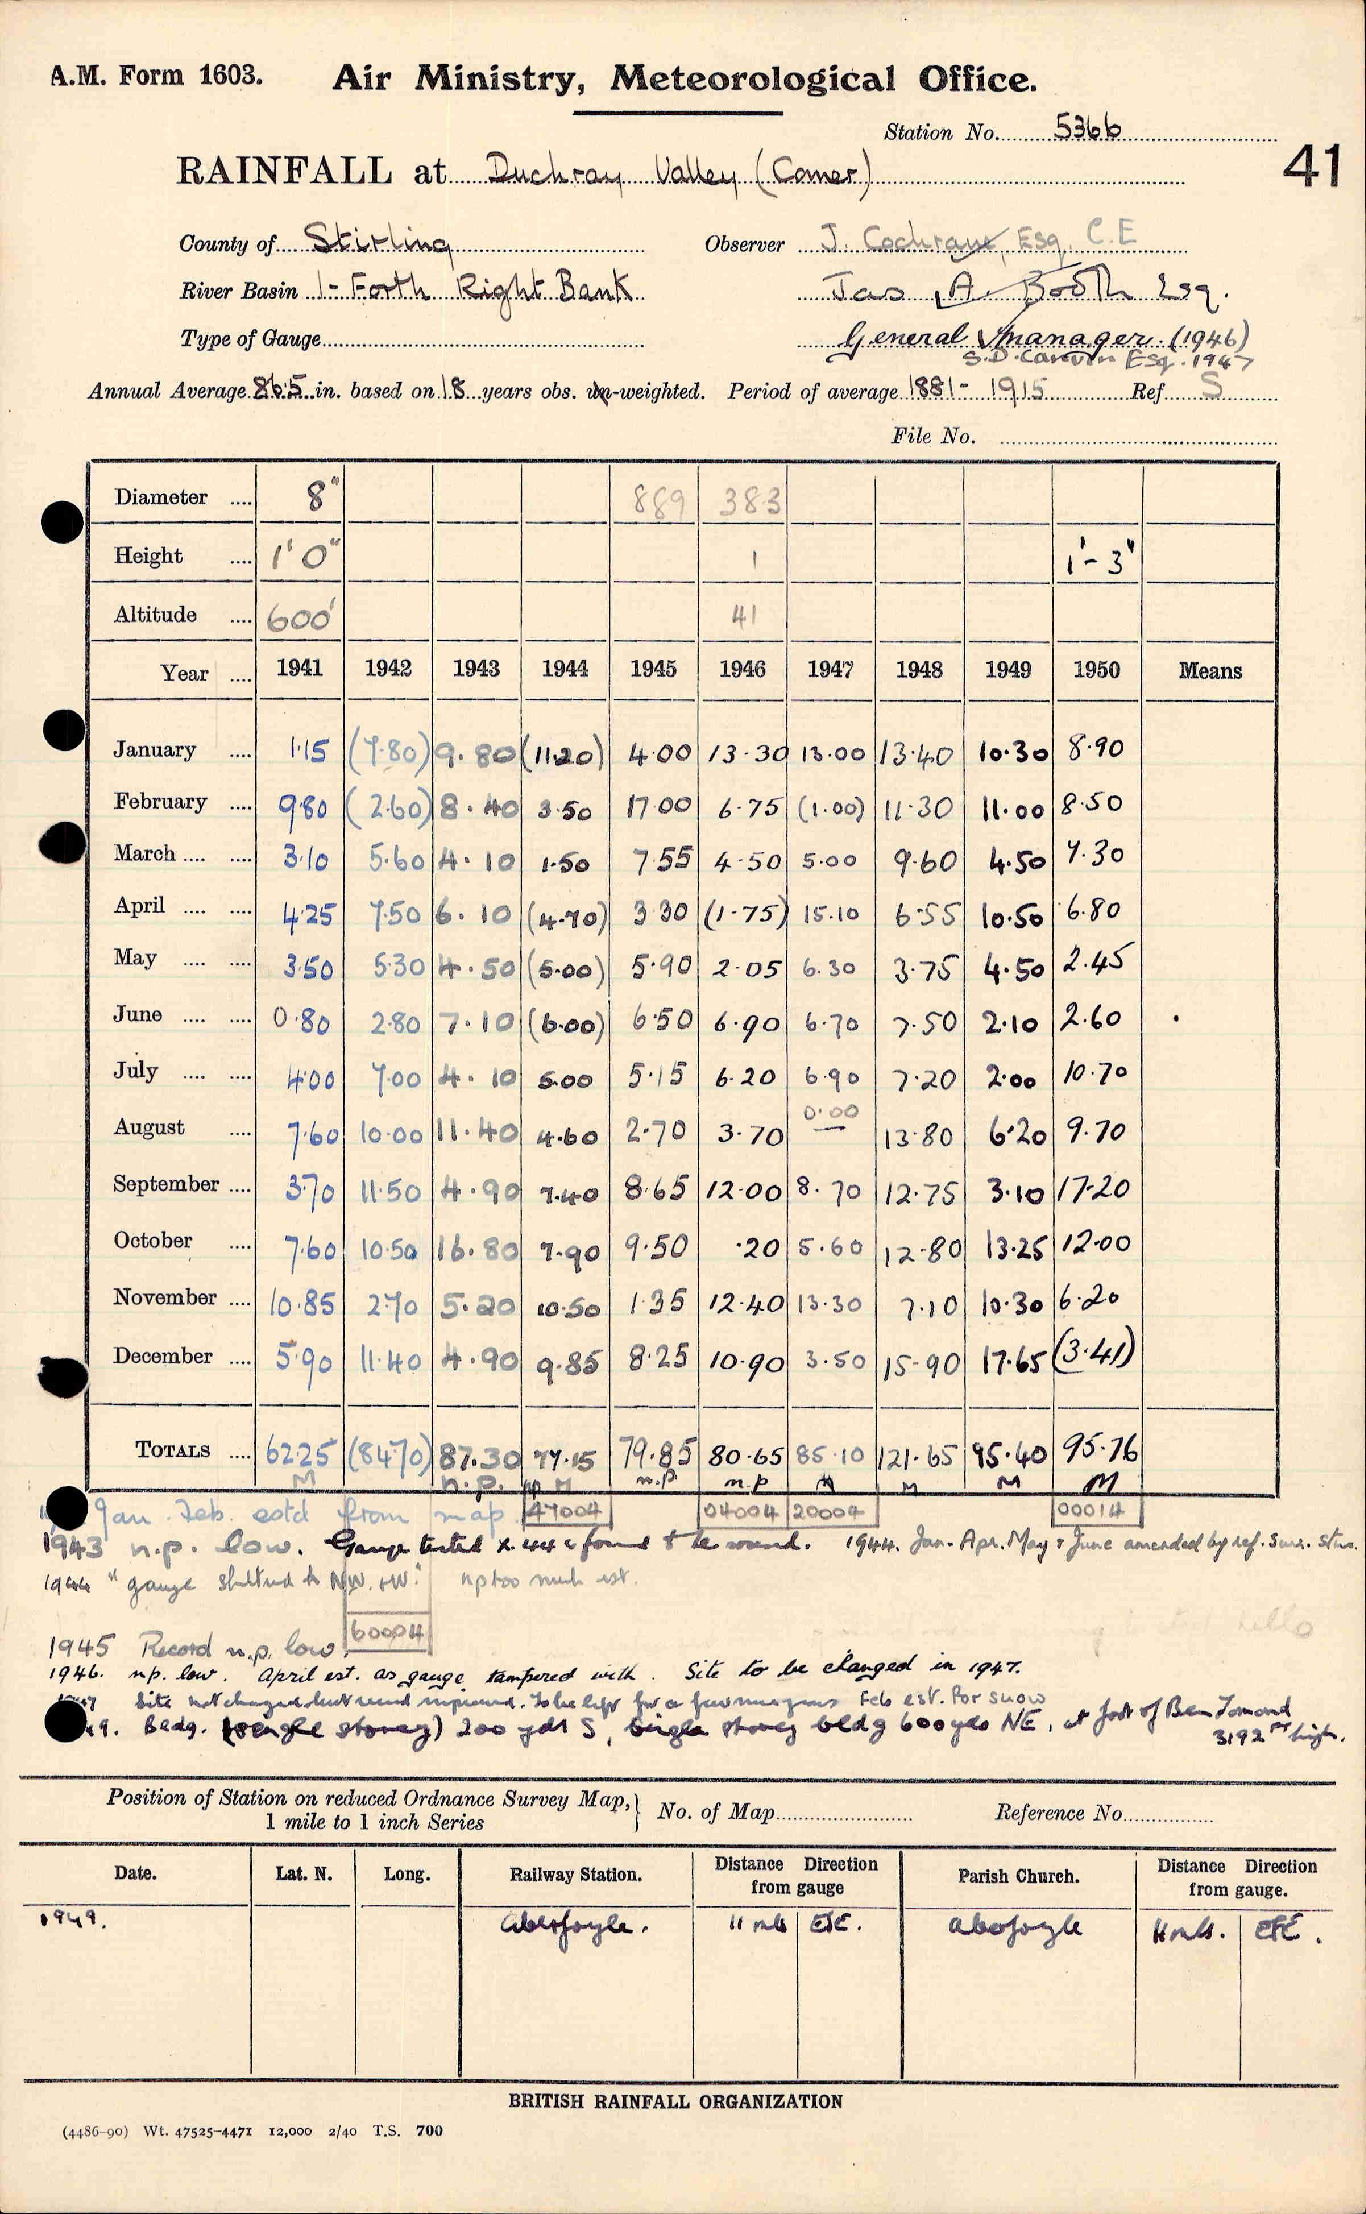 A.M. Form 1603. Air Ministry, Meteorological Office.
Station No. 5366
41
RAINFALL at Duchray Valley (Comer)
County of Stirling Observer J. Cochrane, Esq. C.E
River Basin 1- Forth Right Bank Jas A. Booth Esq.
Type of Gauge General Manager. (1946)
S.D. Canvin Esq. 1947
Annual Average 86.5 in. based on 18 years obs. un-weighted. Period of average 1881- 1915 Ref. S
File No.
Diameter 8" 889 383
Height 1' 0" 1 1'- 3"
Altitude 600' 41
Year 1941 1942 1943 1944 1945 1946 1947 1948 1949 1950 Means
January 1.15 (7.80) 9.80 (11.20) 4.00 13.30 13.00 13.40 10.30 8.90
February 9.80 (2.60) 8.40 3.50 17.00 6.75 (1.00) 11.30 11.00 8.50
March 3.10 5.60 4.10 1.50 7.55 4.50 5.00 9.60 4.50 7.30
April 4.25 7.50 6.10 (4.70) 3.30 (1.75) 15.10 6.55 10.50 6.80
May 3.50 5.30 4.50 (5.00) 5.90 2.05 6.30 3.75 4.50 2.45
June 0.80 2.80 7.10 (6.00) 6.50 6.90 6.70 7.50 2.10 2.60
July 4.00 7.00 4.10 5.00 5.15 6.20 6.90 7.20 2.00 10.70
August 7.60 10.00 11.40 4.60 2.70 3.70 0.00 13.80 6.20 9.70
September 3.70 11.50 4.90 7.40 8.65 12.00 8.70 12.75 3.10 17.20
October 7.60 10.50 16.80 7.90 9.50 .20 5.60 12.80 13.25 12.00
November 10.85 2.70 5.20 10.50 1.35 12.40 13.30 7.10 10.30 6.20
December 5.90 11.40 4.90 9.85 8.25 10.90 3.50 15.90 17.65 (3.41)
TOTALS 62.25 (84.70) 87.30 77.15 79.85 80.65 85.10 121.65 95.40 95.76
M n.p. np M n.p. n.p M M M M
Jan. Feb. estd from map. 47004 04004 20004 00014
1943 n.p. low. Gauge tested X.44 & found to be sound. 1944. Jan. Apr. May & June amended by ref. Surr. Stns.
1944 "gauge sheltered to NW. & W." np too much est.
60004
1945 Record n.p. low
1946. n.p. low. April est. as gauge tampered with. Site to be changed in 1947.
Site not changed but record improved. To be left for a few Feb est. for snow
49. Bldg. (single storey) 200 yds S, single storey bldg 600 yds NE, at foot of Ben Lomond
3192 ft high.
Position of Station on reduced Ordnance Survey Map,
1 mile to 1 inch Series
No. of Map
Reference No.
Date. Lat. N. Long. Railway Station. Distance Direction from gauge Parish Church. Distance Direction from gauge.
1949. Aberfoyle. 11 mls ESE. Aberfoyle 11 mls. ESE.
BRITISH RAINFALL ORGANIZATION
(4486-90) Wt. 47525-4471 12,000 2/40 T.S. 700